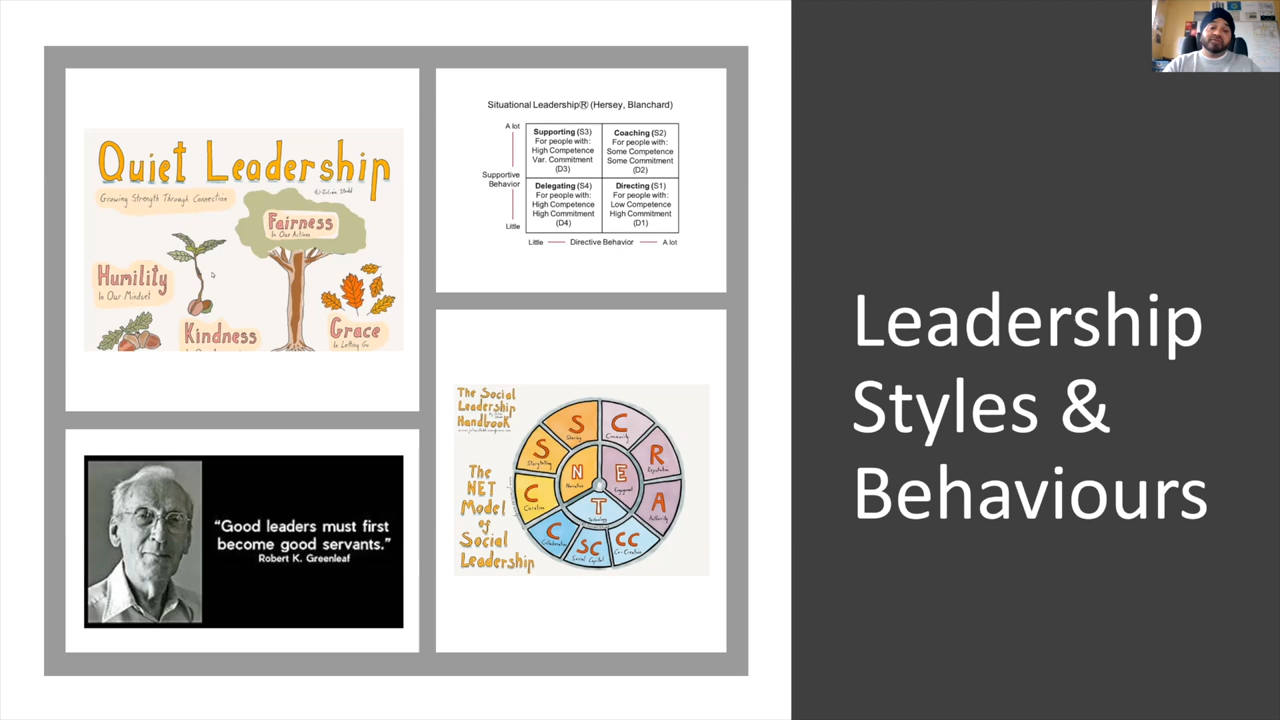 Quiet Leadership
Growing Strength Through Connection
Fairness
In Our Actions
Humility
In Our Mindset
Kindness
Grace
In Letting Go
Situational Leadership® (Hersey, Blanchard)
A lot
Supportive
Behavior
Little
Supporting (S3)
For people with:
High Competence
Var. Commitment
(D3)
Coaching (S2)
For people with:
Some Competence
Some Commitment
(D2)
Delegating (S4)
For people with:
High Competence
High Commitment
(D4)
Directing (S1)
For people with:
Low Competence
High Commitment
(D1)
Little
Directive Behavior
A lot
“Good leaders must first
become good servants.”
Robert K. Greenleaf
The Social
Leadership
Handbook
The
NET
Model
of
Social
Leadership
S
Sharing
C
Community
S
Storytelling
R
Reputation
N
Narrative
E
Engagement
C
Curation
T
Technology
A
Authority
C
Collaboration
SC
Social Capital
CC
Co-Creation
Leadership
Styles &
Behaviours